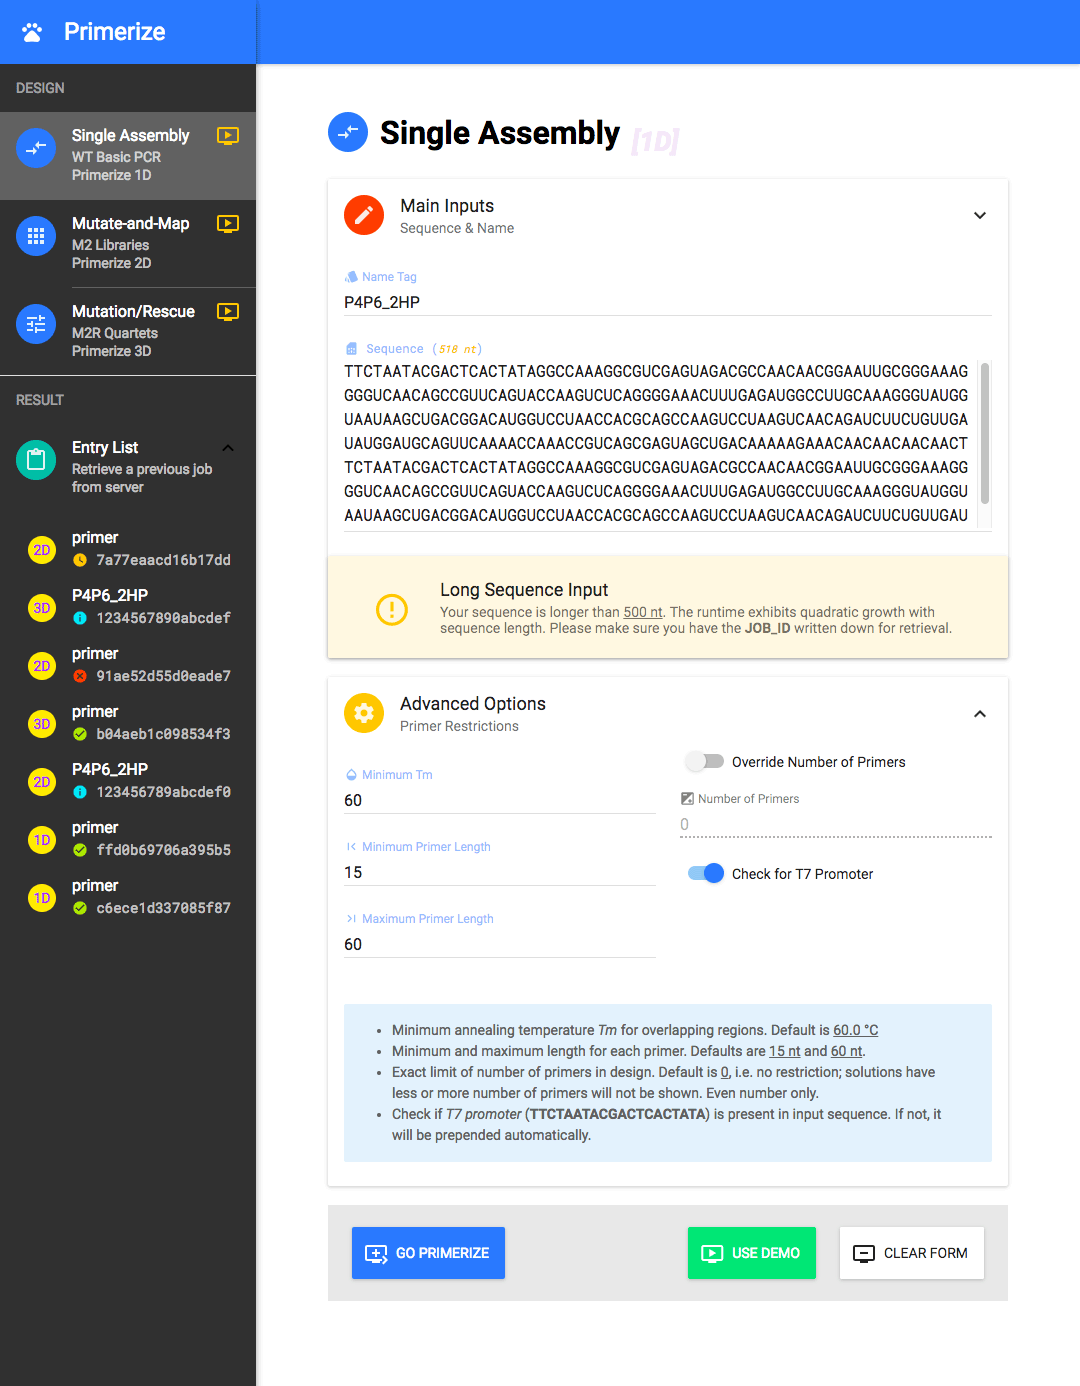 Primerize
DESIGN
Single Assembly
WT Basic PCR
Primerize 1D
Mutate-and-Map
M2 Libraries
Primerize 2D
Mutation/Rescue
M2R Quartets
Primerize 3D
RESULT
Entry List
Retrieve a previous job
from server
2D
primer
7a77eaacd16b17dd
3D
P4P6_2HP
1234567890abcdef
2D
primer
91ae52d55d0eade7
3D
primer
b04aeb1c098534f3
2D
P4P6_2HP
123456789abcdef0
1D
primer
ffd0b69706a395b5
1D
primer
c6ece1d337085f87
Single Assembly [1D]
Main Inputs
Sequence & Name
Name Tag
P4P6_2HP
Sequence (518 nt)
TTCTAATACGACTCACTATAGGCCAAAGGCGUCGAGUAGACGCCAACAACGGAAUUGCGGGAAAG
GGGUCAACAGCCGUUCAGUACCAAGUCUCAGGGGAAACUUUGAGAUGGCCUUGCAAAGGGUAUGG
UAAUAAGCUGACGGACAUGGUCCUAACCACGCAGCCAAGUCCUAAGUCAACAGAUCUUCUGUUGA
UAUGGAUGCAGUUCAAAACCAAACCGUCAGCGAGUAGCUGACAAAAAGAAACAACAACAACAACT
TCTAATACGACTCACTATAGGCCAAAGGCGUCGAGUAGACGCCAACAACGGAAUUGCGGGAAAGG
GGUCAACAGCCGUUCAGUACCAAGUCUCAGGGGAAACUUUGAGAUGGCCUUGCAAAGGGUAUGGU
AAUAAGCUGACGGACAUGGUCCUAACCACGCAGCCAAGUCCUAAGUCAACAGAUCUUCUGUUGAU
Long Sequence Input
Your sequence is longer than 500 nt. The runtime exhibits quadratic growth with
sequence length. Please make sure you have the JOB_ID written down for retrieval.
Advanced Options
Primer Restrictions
Minimum Tm
60
Minimum Primer Length
15
Maximum Primer Length
60
Override Number of Primers
Number of Primers
0
Check for T7 Promoter
• Minimum annealing temperature Tm for overlapping regions. Default is 60.0 °C
• Minimum and maximum length for each primer. Defaults are 15 nt and 60 nt.
• Exact limit of number of primers in design. Default is 0, i.e. no restriction; solutions have
less or more number of primers will not be shown. Even number only.
• Check if T7 promoter (TTCTAATACGACTCACTATA) is present in input sequence. If not, it
will be prepended automatically.
GO PRIMERIZE
USE DEMO
CLEAR FORM